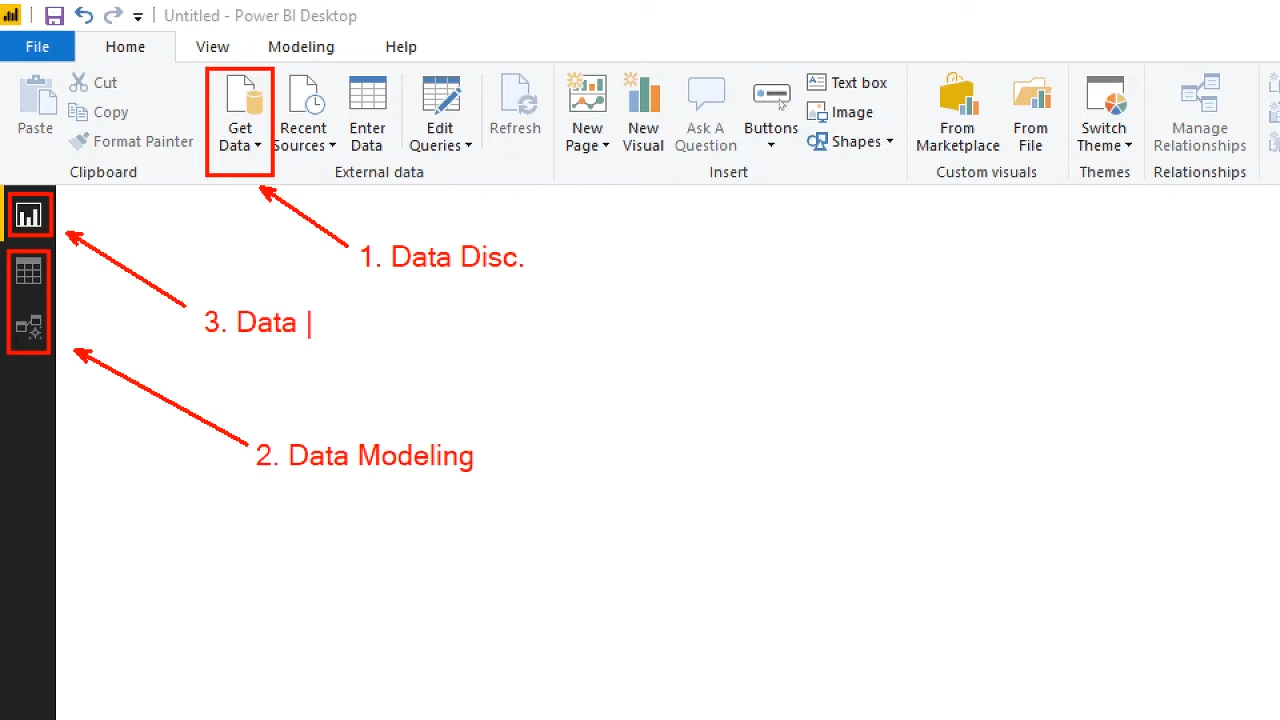 Untitled - Power BI Desktop
File Home View Modeling Help
Paste
Cut
Copy
Format Painter
Clipboard
Get Data
Recent Sources
Enter Data
Edit Queries
Refresh
External data
New Page
New Visual
Ask A Question
Buttons
Text box
Image
Shapes
Insert
From Marketplace
From File
Custom visuals
Switch Theme
Themes
Manage Relationships
Relationships
1. Data Disc.
3. Data |
2. Data Modeling